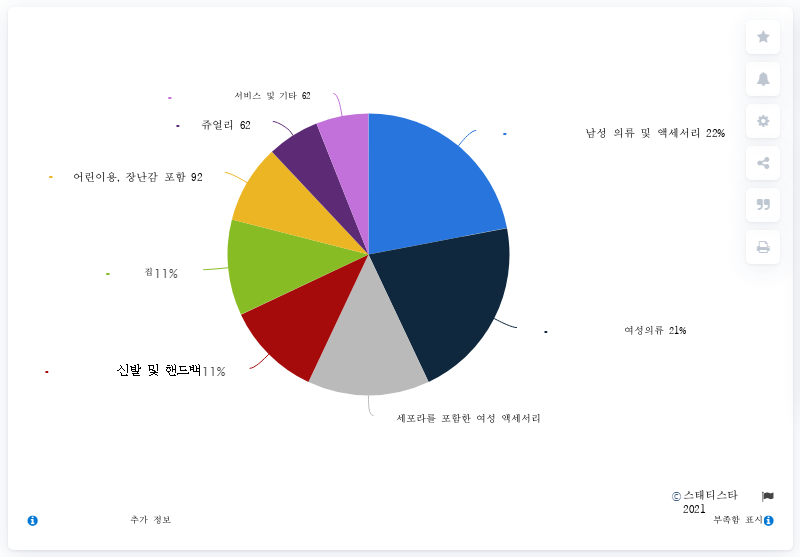 서비스 및 기타 62
쥬얼리 62
남성 의류 및 액세서리 22%
어린이용, 장난감 포함 92
집11%
여성의류 21%
신발 및 핸드백11%
세포라를 포함한 여성 액세서리
© 스태티스타
2021
추가 정보
부족함 표시